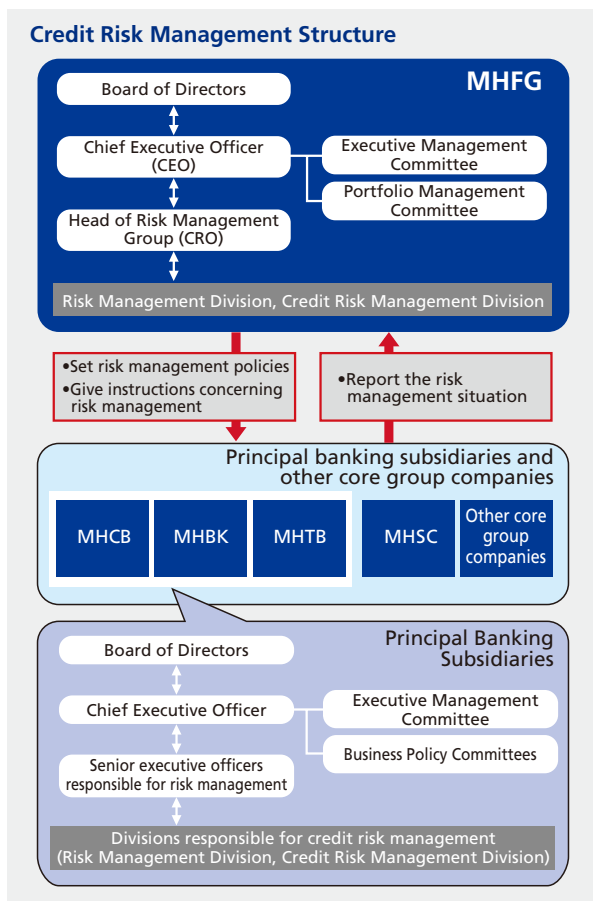 Credit Risk Management Structure
MHFG
Board of Directors
Chief Executive Officer
(CEO)
Executive Management
Committee
Portfolio Management
Committee
Head of Risk Management
Group (CRO)
Risk Management Division, Credit Risk Management Division
•Set risk management policies
•Give instructions concerning
risk management
•Report the risk
management situation
Principal banking subsidiaries and
other core group companies
MHCB
MHBK
MHTB
MHSC
Other core
group
companies
Principal Banking
Subsidiaries
Board of Directors
Chief Executive Officer
Executive Management
Committee
Business Policy Committees
Senior executive officers
responsible for risk management
Divisions responsible for credit risk management
(Risk Management Division, Credit Risk Management Division)